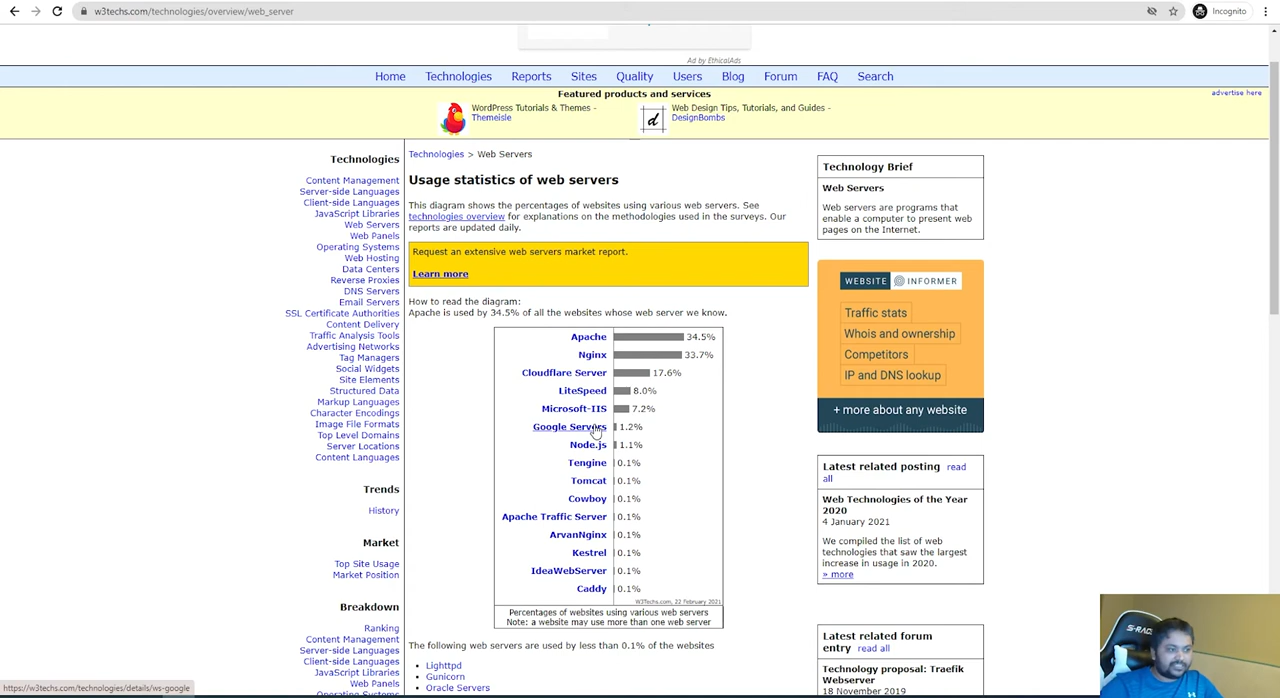 w3techs.com/technologies/overview/web_server
Incognito
Ad by EthicalAds
Home Technologies Reports Sites Quality Users Blog Forum FAQ Search
Featured products and services
advertise here
WordPress Tutorials & Themes -
Themeisle
d
Web Design Tips, Tutorials, and Guides -
DesignBombs
Technologies
Content Management
Server-side Languages
Client-side Languages
JavaScript Libraries
Web Servers
Web Panels
Operating Systems
Web Hosting
Data Centers
Reverse Proxies
DNS Servers
Email Servers
SSL Certificate Authorities
Content Delivery
Traffic Analysis Tools
Advertising Networks
Tag Managers
Social Widgets
Site Elements
Structured Data
Markup Languages
Character Encodings
Image File Formats
Top Level Domains
Server Locations
Content Languages
Trends
History
Market
Top Site Usage
Market Position
Breakdown
Ranking
Content Management
Server-side Languages
Client-side Languages
JavaScript Libraries
Web Panels
Operating Systems
Technologies > Web Servers
Usage statistics of web servers
This diagram shows the percentages of websites using various web servers. See
technologies overview for explanations on the methodologies used in the surveys. Our
reports are updated daily.
Request an extensive web servers market report.
Learn more
How to read the diagram:
Apache is used by 34.5% of all the websites whose web server we know.
Apache 34.5%
Nginx 33.7%
Cloudflare Server 17.6%
LiteSpeed 8.0%
Microsoft-IIS 7.2%
Google Servers 1.2%
Node.js 1.1%
Tengine 0.1%
Tomcat 0.1%
Cowboy 0.1%
Apache Traffic Server 0.1%
ArvanNginx 0.1%
Kestrel 0.1%
IdeaWebServer 0.1%
Caddy 0.1%
W3Techs.com, 22 February 2021
Percentages of websites using various web servers
Note: a website may use more than one web server
The following web servers are used by less than 0.1% of the websites
• Lighttpd
• Gunicorn
• Oracle Servers
Technology Brief
Web Servers
Web servers are programs that
enable a computer to present web
pages on the Internet.
WEBSITE INFORMER
Traffic stats
Whois and ownership
Competitors
IP and DNS lookup
+ more about any website
Latest related posting read
all
Web Technologies of the Year
2020
4 January 2021
We compiled the list of web
technologies that saw the largest
increase in usage in 2020.
» more
Latest related forum
entry read all
Technology proposal: Traefik
Webserver
18 November 2019
https://w3techs.com/technologies/details/ws-google